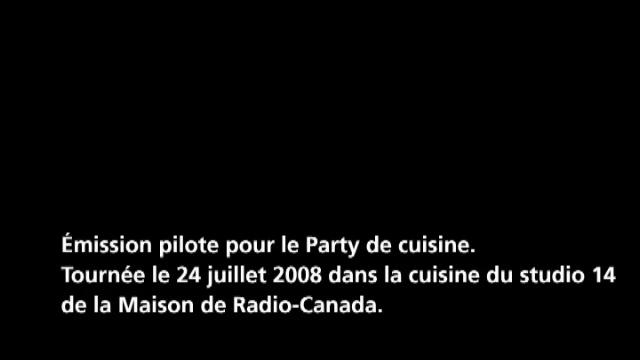 Émission pilote pour le Party de cuisine.
Tournée le 24 juillet 2008 dans la cuisine du studio 14
de la Maison de Radio-Canada.